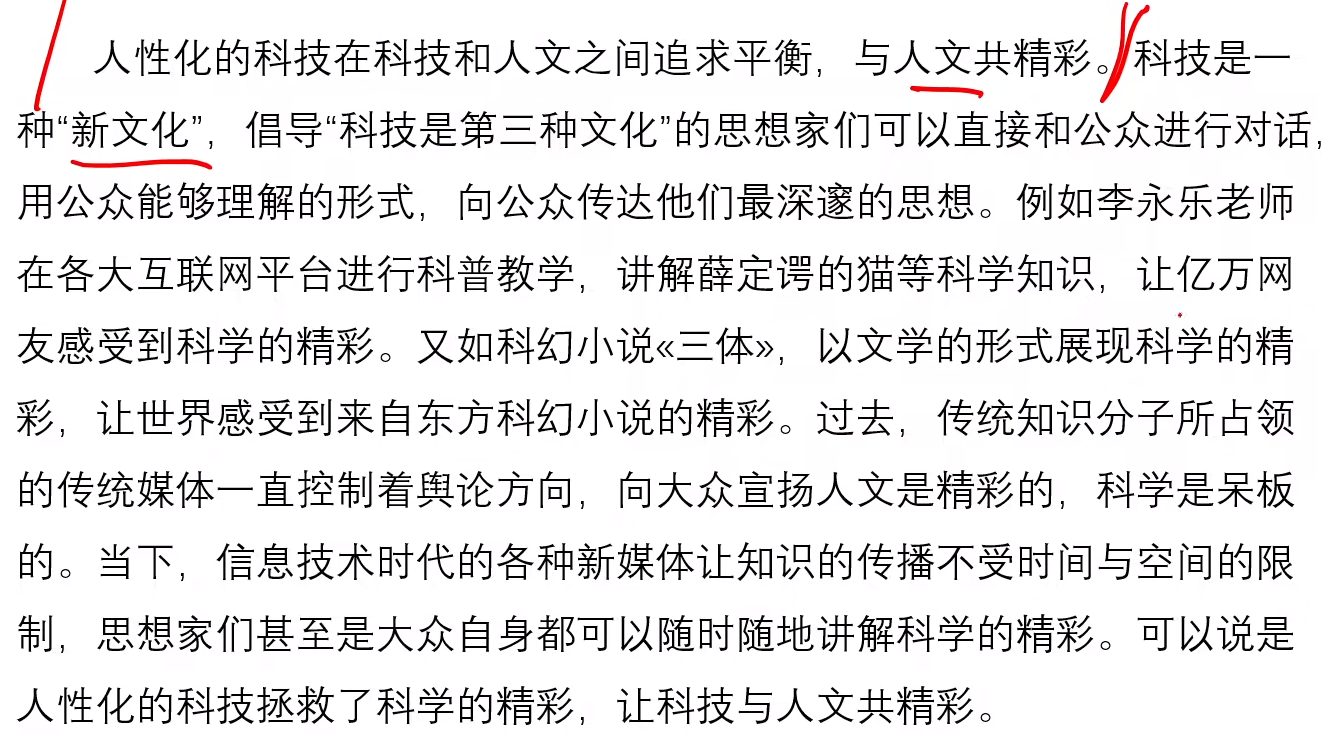 人性化的科技在科技和人文之间追求平衡，与人文共精彩。科技是一
种“新文化”，倡导“科技是第三种文化”的思想家们可以直接和公众进行对话，
用公众能够理解的形式，向公众传达他们最深邃的思想。例如李永乐老师
在各大互联网平台进行科普教学，讲解薛定谔的猫等科学知识，让亿万网
友感受到科学的精彩。又如科幻小说«三体»，以文学的形式展现科学的精
彩，让世界感受到来自东方科幻小说的精彩。过去，传统知识分子所占领
的传统媒体一直控制着舆论方向，向大众宣扬人文是精彩的，科学是呆板
的。当下，信息技术时代的各种新媒体让知识的传播不受时间与空间的限
制，思想家们甚至是大众自身都可以随时随地讲解科学的精彩。可以说是
人性化的科技拯救了科学的精彩，让科技与人文共精彩。